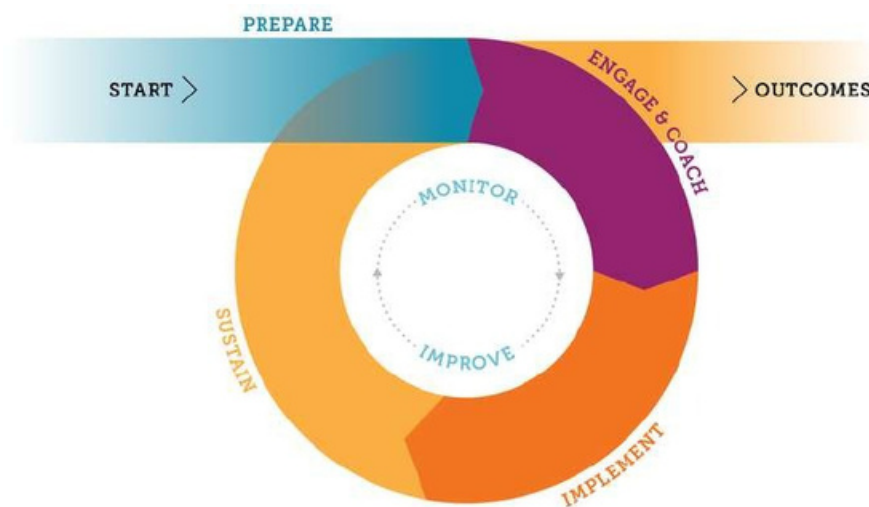 PREPARE
START
OUTCOMES
ENGAGE & COACH
MONITOR
IMPROVE
SUSTAIN
IMPLEMENT